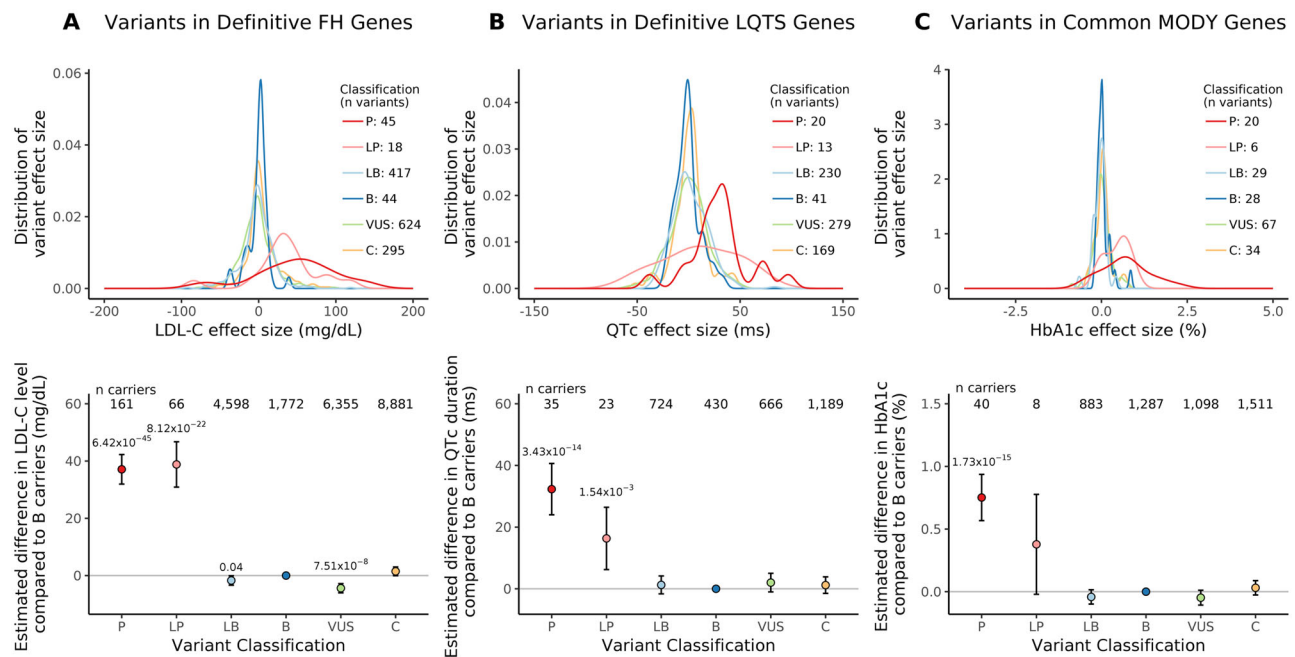 A Variants in Definitive FH Genes
Distribution of
variant effect size
0.06
0.04
0.02
0.00
Classification
(n variants)
P: 45
LP: 18
LB: 417
B: 44
VUS: 624
C: 295
-200 -100 0 100 200
LDL-C effect size (mg/dL)
B Variants in Definitive LQTS Genes
Distribution of
variant effect size
0.04
0.03
0.02
0.01
0.00
Classification
(n variants)
P: 20
LP: 13
LB: 230
B: 41
VUS: 279
C: 169
-150 -50 50 150
QTc effect size (ms)
C Variants in Common MODY Genes
Distribution of
variant effect size
4
3
2
1
0
Classification
(n variants)
P: 20
LP: 6
LB: 29
B: 28
VUS: 67
C: 34
-2.5 0.0 2.5 5.0
HbA1c effect size (%)
Estimated difference in LDL-C level
compared to B carriers (mg/dL)
60
40
20
0
n carriers
161 66 4,598 1,772 6,355 8,881
6.42x10⁻⁴⁵
8.12x10⁻²²
0.04
7.51x10⁻⁸
P LP LB B VUS C
Variant Classification
Estimated difference in QTc duration
compared to B carriers (ms)
60
40
20
0
n carriers
35 23 724 430 666 1,189
3.43x10⁻¹⁴
1.54x10⁻³
P LP LB B VUS C
Variant Classification
Estimated difference in HbA1c
compared to B carriers (%)
1.5
1.0
0.5
0.0
n carriers
40 8 883 1,287 1,098 1,511
1.73x10⁻¹⁵
P LP LB B VUS C
Variant Classification